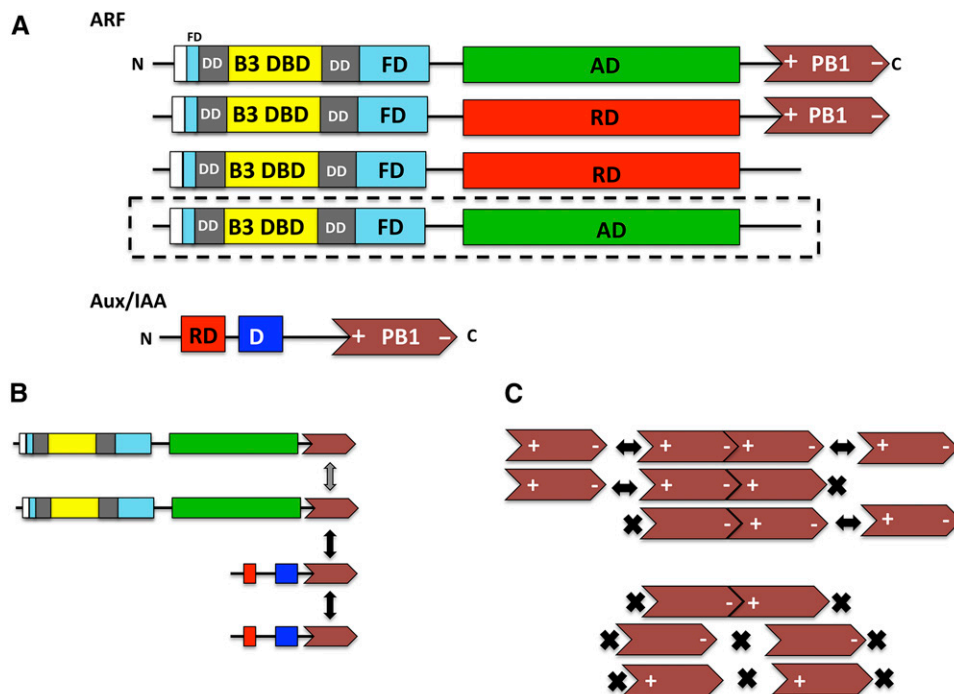 A
ARF
FD
N DD B3 DBD DD FD AD + PB1 − C
DD B3 DBD DD FD RD + PB1 −
DD B3 DBD DD FD RD
DD B3 DBD DD FD AD
Aux/IAA
N RD D + PB1 − C
B
C
+ - + - + - + -
+ - + - + -
- + - + -
- +
- -
+ +